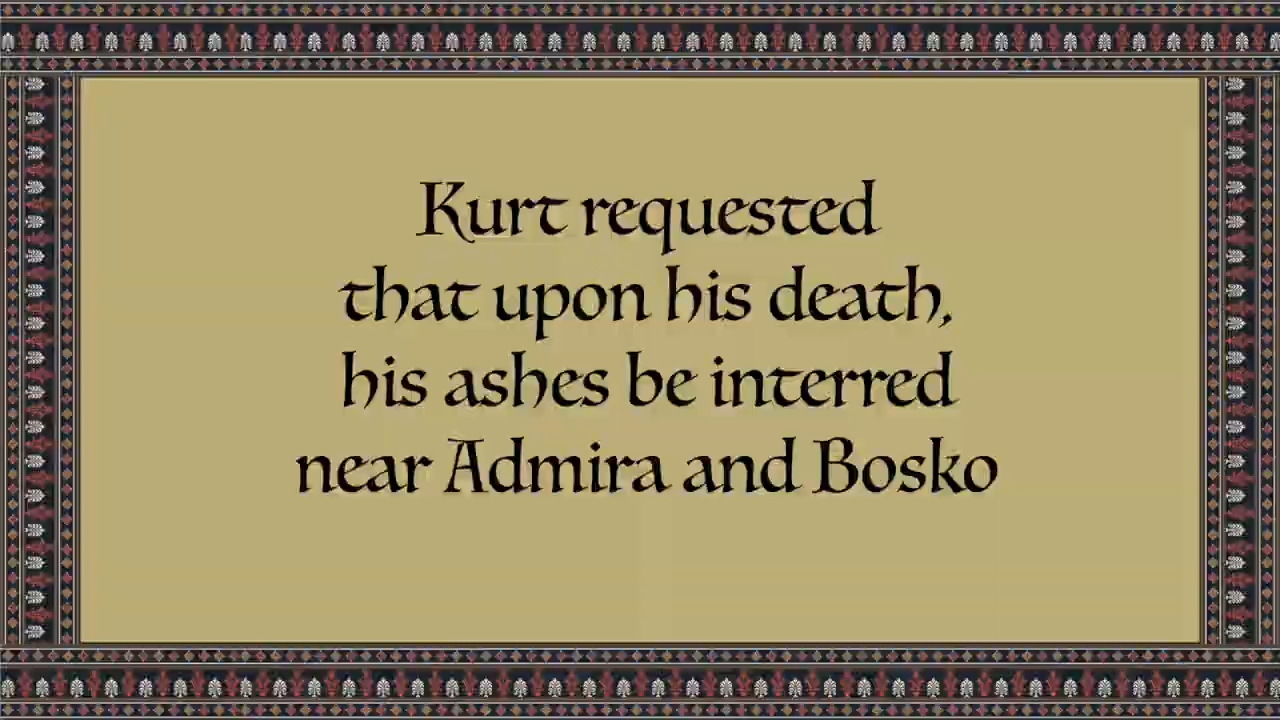 Kurt requested
that upon his death,
his ashes be interred
near Admira and Bosko